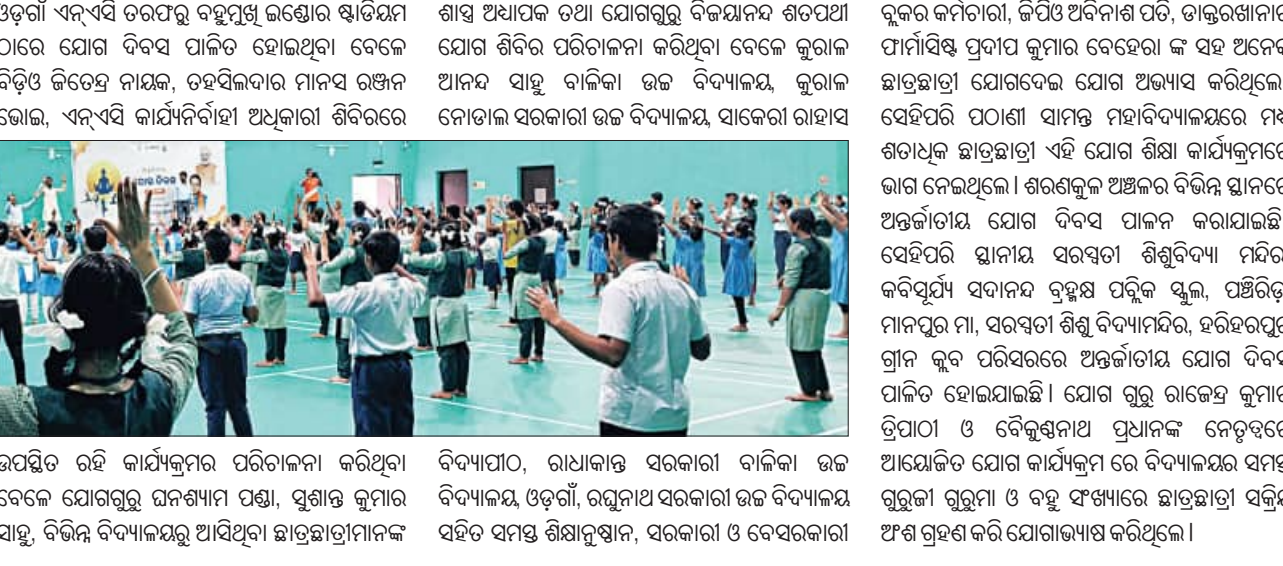 ଓଡ଼ଗାଁ ଏନ୍ଏସି ତରଫରୁ ବହୁମୁଖି ଇଣ୍ଡୋର ଷ୍ଟାଡିୟମ
ଠାରେ ଯୋଗ ଦିବସ ପାଳିତ ହୋଇଥିବା ବେଳେ
ବିଡ଼ିଓ ଜିତେନ୍ଦ୍ର ନାୟକ, ତହସିଲଦାର ମାନସ ରଞ୍ଜନ
ଭୋଇ, ଏନ୍ଏସି କାର୍ଯ୍ୟନିର୍ବାହୀ ଅଧିକାରୀ ଶିବିରରେ
ଉପସ୍ଥିତ ରହି କାର୍ଯ୍ୟକ୍ରମର ପରିଚାଳନା କରିଥିବା
ବେଳେ ଯୋଗଗୁରୁ ଘନଶ୍ୟାମ ପଣ୍ଡା, ସୁଶାନ୍ତ କୁମାର
ସାହୁ, ବିଭିନ୍ନ ବିଦ୍ୟାଳୟରୁ ଆସିଥିବା ଛାତ୍ରଛାତ୍ରୀମାନଙ୍କ
ଶାସ୍ତ୍ର ଅଧ୍ୟାପକ ତଥା ଯୋଗଗୁରୁ ବିଜୟାନନ୍ଦ ଶତପଥୀ
ଯୋଗ ଶିବିର ପରିଚାଳନା କରିଥିବା ବେଳେ କୁରାଳ
ଆନନ୍ଦ ସାହୁ ବାଳିକା ଉଚ୍ଚ ବିଦ୍ୟାଳୟ, କୁରାଳ
ନୋଡାଲ ସରକାରୀ ଉଚ୍ଚ ବିଦ୍ୟାଳୟ, ସାକେରୀ ରାହାସ
ବିଦ୍ୟାପୀଠ, ରାଧାକାନ୍ତ ସରକାରୀ ବାଳିକା ଉଚ୍ଚ
ବିଦ୍ୟାଳୟ, ଓଡ଼ଗାଁ, ରଘୁନାଥ ସରକାରୀ ଉଚ୍ଚ ବିଦ୍ୟାଳୟ
ସହିତ ସମସ୍ତ ଶିକ୍ଷାନୁଷ୍ଠାନ, ସରକାରୀ ଓ ବେସରକାରୀ
ବ୍ଲକର କର୍ମଚାରୀ, ଜିପିଓ ଅବିନାଶ ପତି, ଡାକ୍ତରଖାନାର
ଫାର୍ମାସିଷ୍ଟ ପ୍ରଦୀପ କୁମାର ବେହେରା ଙ୍କ ସହ ଅନେକ
ଛାତ୍ରଛାତ୍ରୀ ଯୋଗଦେଇ ଯୋଗ ଅଭ୍ୟାସ କରିଥିଲେ
ସେହିପରି ପଠାଣୀ ସାମନ୍ତ ମହାବିଦ୍ୟାଳୟରେ ମଧ୍ୟ
ଶତାଧିକ ଛାତ୍ରଛାତ୍ରୀ ଏହି ଯୋଗ ଶିକ୍ଷା କାର୍ଯ୍ୟକ୍ରମରେ
ଭାଗ ନେଇଥିଲେ । ଶରଣକୁଳ ଅଞ୍ଚଳର ବିଭିନ୍ନ ସ୍ଥାନରେ
ଅନ୍ତର୍ଜାତୀୟ ଯୋଗ ଦିବସ ପାଳନ କରାଯାଇଛି
ସେହିପରି ସ୍ଥାନୀୟ ସରସ୍ଵତୀ ଶିଶୁବିଦ୍ୟା ମନ୍ଦିର
କବିସୂର୍ଯ୍ୟ ସଦାନନ୍ଦ ବ୍ରହ୍ମକ୍ଷ ପବ୍ଲିକ ସ୍କୁଲ, ପଞ୍ଚିରିଡ଼ା
ମାନପୁର ମା, ସରସ୍ଵତୀ ଶିଶୁ ବିଦ୍ୟାମନ୍ଦିର, ହରିହରପୁର
ଗ୍ରୀନ କ୍ଲବ ପରିସରରେ ଅନ୍ତର୍ଜାତୀୟ ଯୋଗ ଦିବସ
ପାଳିତ ହୋଇଯାଇଛି । ଯୋଗ ଗୁରୁ ରାଜେନ୍ଦ୍ର କୁମାର
ତ୍ରିପାଠୀ ଓ ବୈକୁଣ୍ଠନାଥ ପ୍ରଧାନଙ୍କ ନେତୃତ୍ଵରେ
ଆୟୋଜିତ ଯୋଗ କାର୍ଯ୍ୟକ୍ରମ ରେ ବିଦ୍ୟାଳୟର ସମସ୍ତ
ଗୁରୁଜୀ ଗୁରୁମା ଓ ବହୁ ସଂଖ୍ୟାରେ ଛାତ୍ରଛାତ୍ରୀ ସକ୍ରିୟ
ଅଂଶ ଗ୍ରହଣ କରି ଯୋଗାଭ୍ୟାଷ କରିଥିଲେ ।